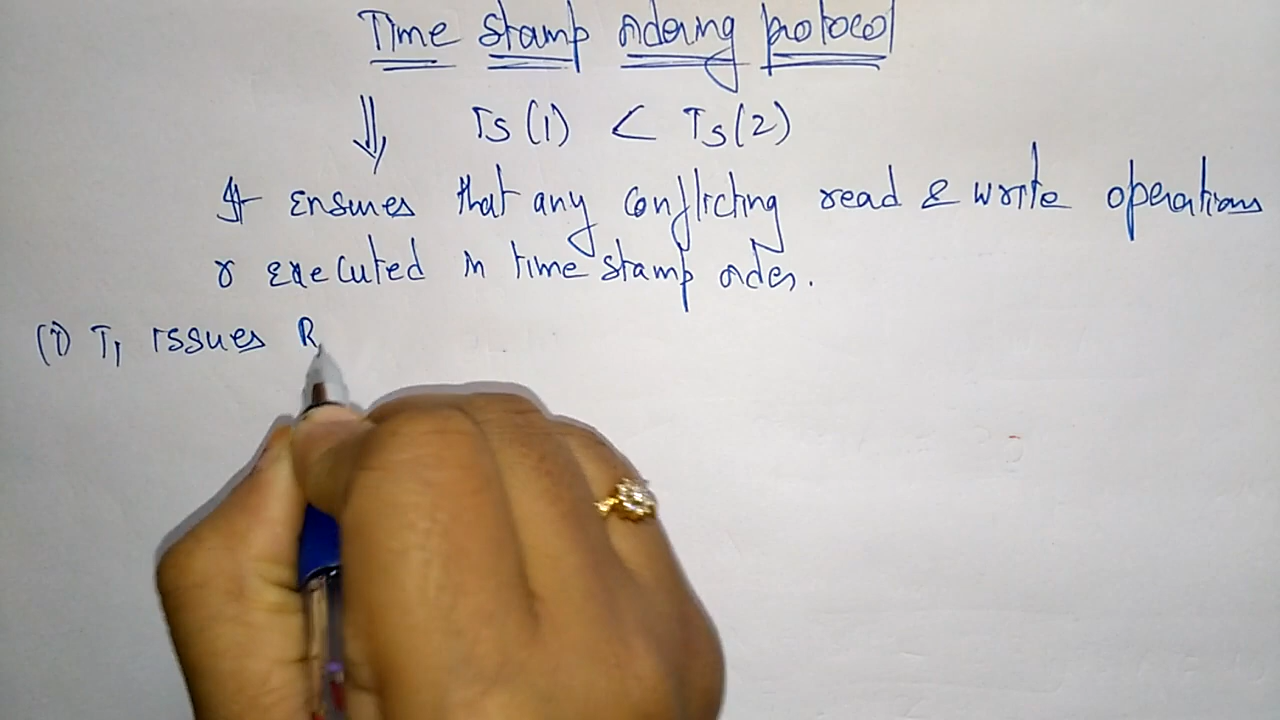 Time stamp ordering protocol
⇓ TS(1) < TS(2)
It ensures that any conflicting read & write operations
r executed in time stamp order.
(i) T1 issues R